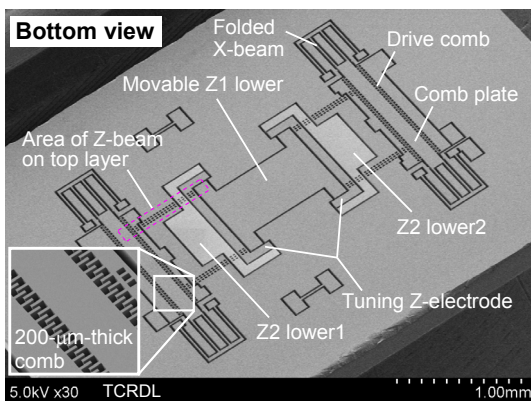 Bottom view
Folded
X-beam
Drive comb
Movable Z1 lower
Comb plate
Area of Z-beam
on top layer
Z2 lower2
Tuning Z-electrode
Z2 lower1
200-μm-thick
comb
5.0kV x30 TCRDL 1.00mm